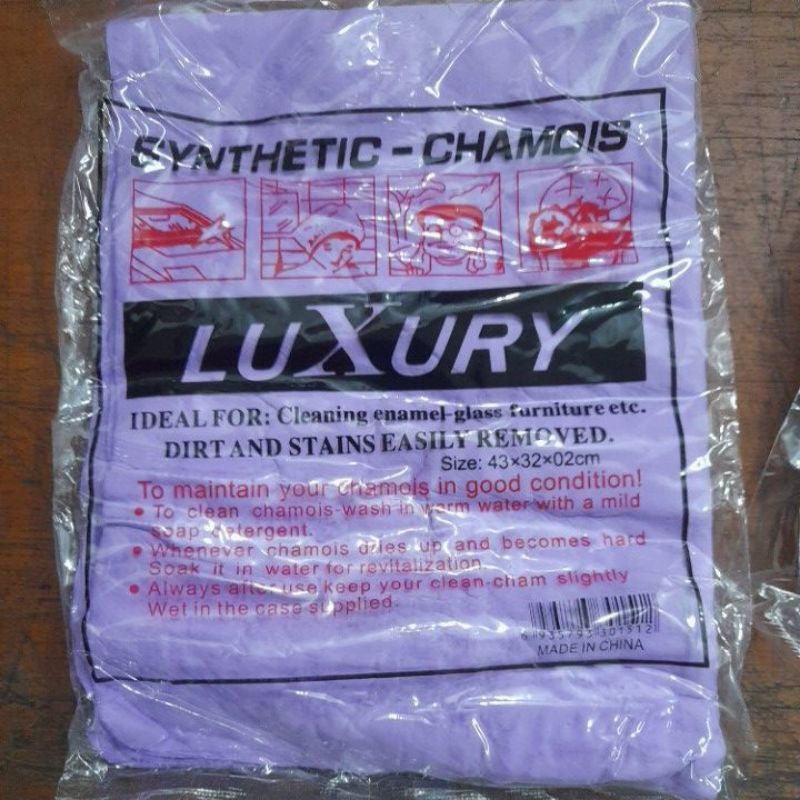 SYNTHETIC-CHAMOIS
LUXURY
IDEAL FOR: Cleaning enamel-glass furniture etc.
DIRT AND STAINS EASILY REMOVED.
Size: 43×32×02cm
To maintain your chamois in good condition!
• To clean chamois-wash in warm water with a mild
soap detergent.
• Whenever chamois dries up and becomes hard
Soak it in water for revitalization.
• Always after use keep your clean-cham slightly
Wet in the case supplied.
6 935793 301512
MADE IN CHINA